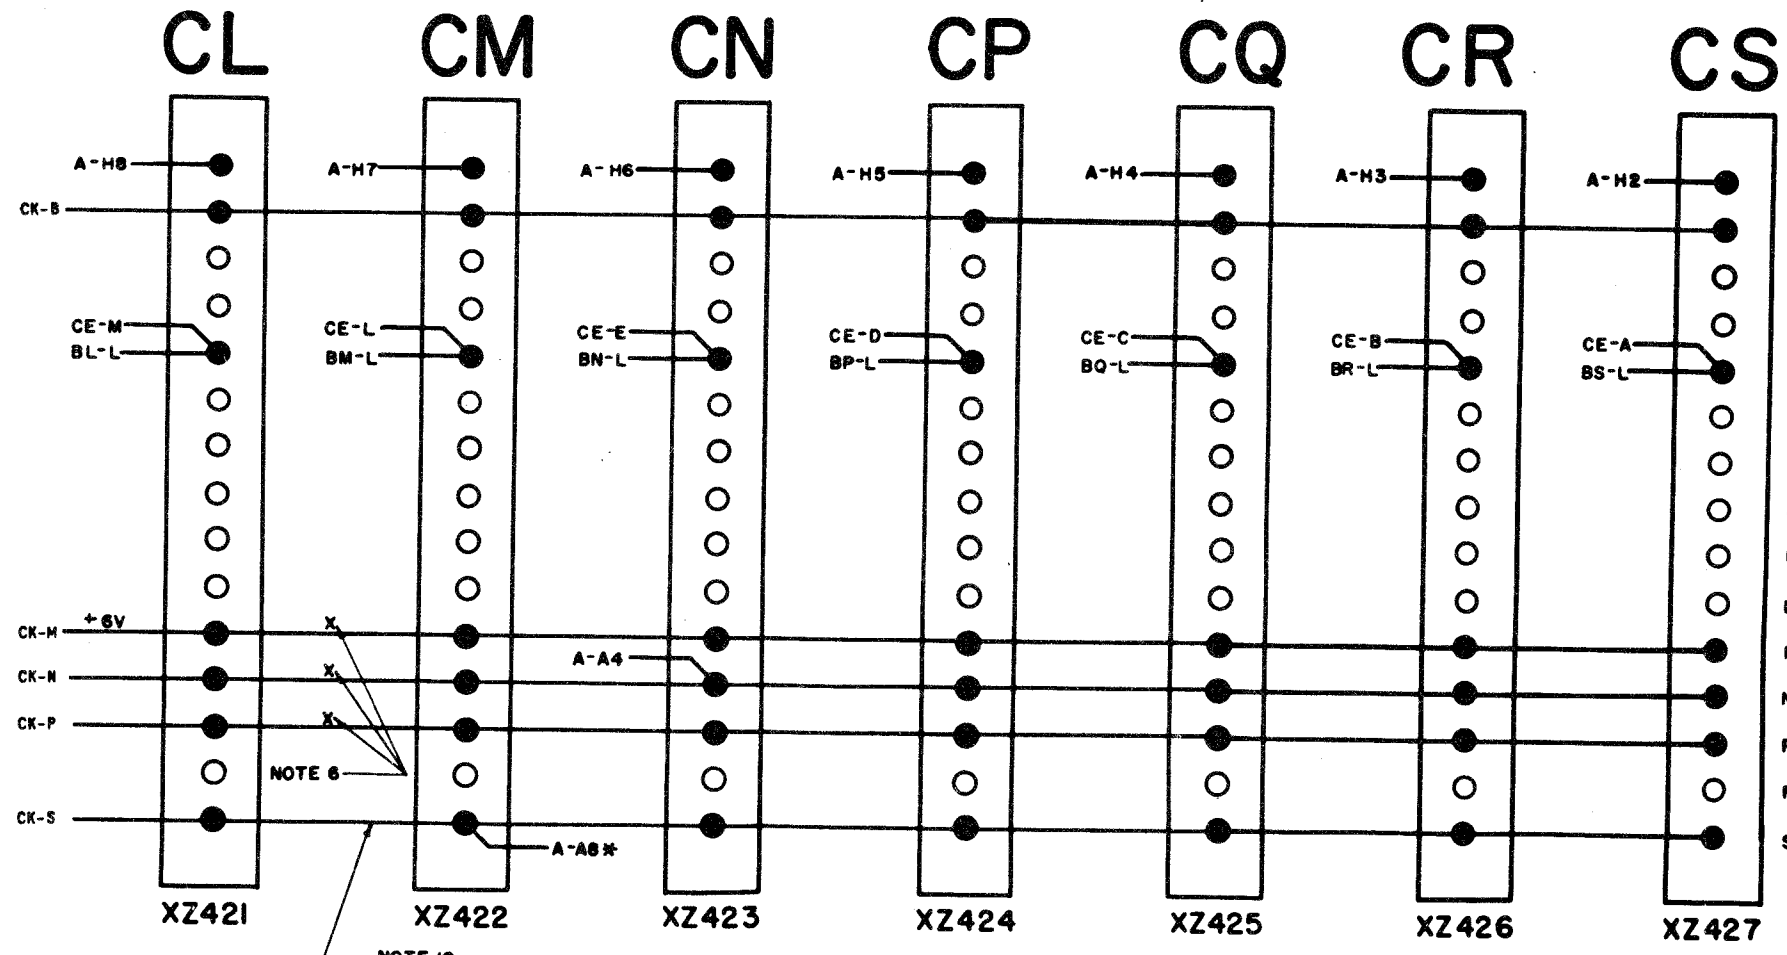 CL CM CN CP CQ CR CS
A-H8 A-H7 A-H6 A-H5 A-H4 A-H3 A-H2
CK-B
CE-M CE-L CE-E CE-D CE-C CE-B CE-A
BL-L BM-L BN-L BP-L BQ-L BR-L BS-L
CK-M +6V X
A-A4
CK-N X
CK-P X
NOTE 6
CK-S
A-A6*
XZ421 XZ422 XZ423 XZ424 XZ425 XZ426 XZ427